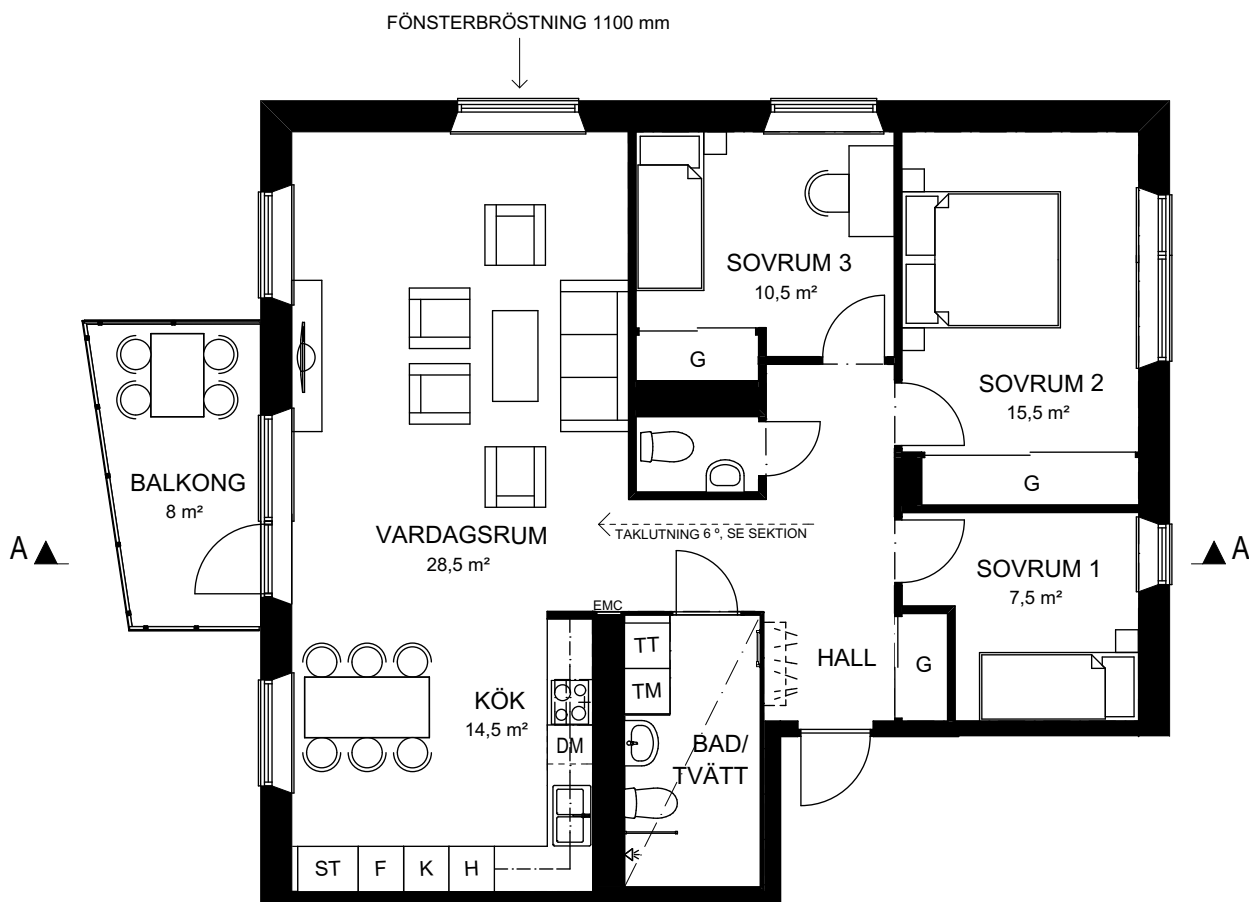 FÖNSTERBRÖSTNING 1100 mm
SOVRUM 3
10,5 m²
G
SOVRUM 2
15,5 m²
G
BALKONG
8 m²
VARDAGSRUM
28,5 m²
TAKLUTNING 6 º, SE SEKTION
A
A
SOVRUM 1
7,5 m²
EMC
TT
TM
HALL
G
KÖK
14,5 m²
DM
BAD/
TVÄTT
ST F K H